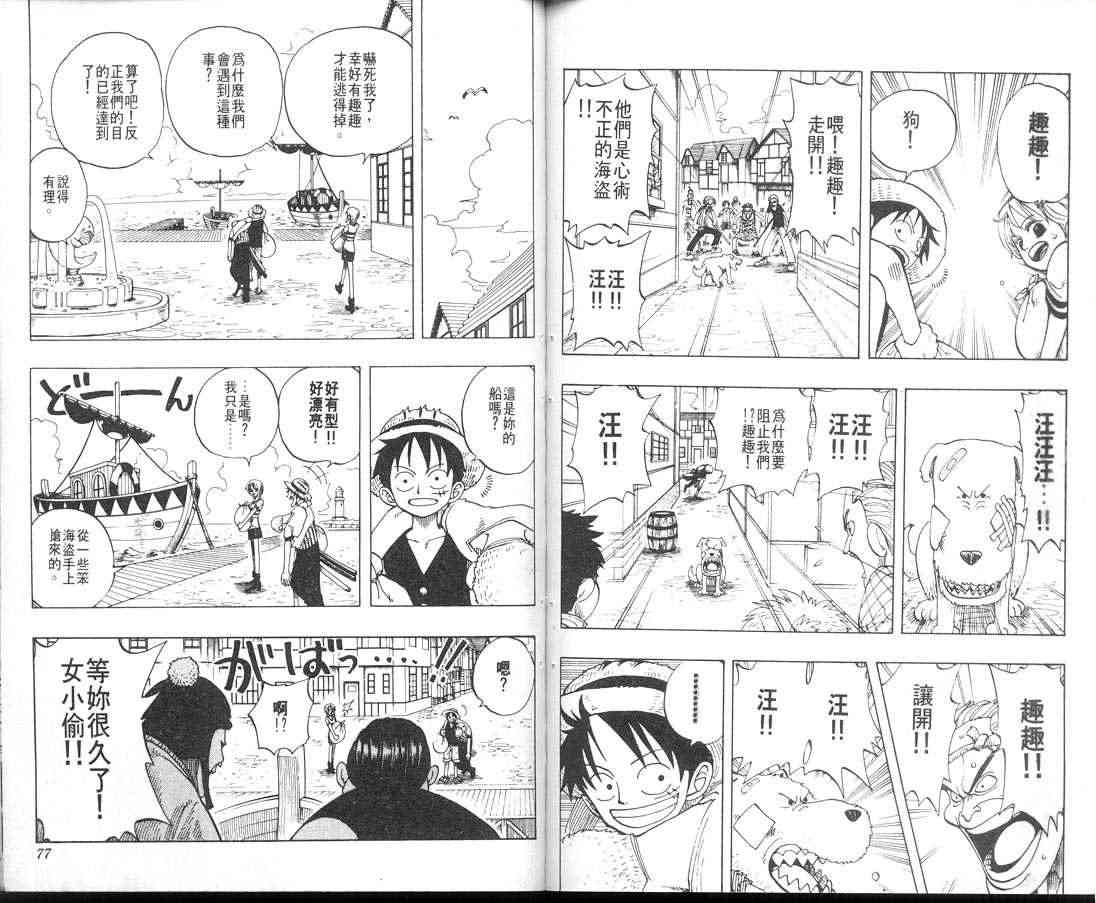 趣趣！
狗！
喂！趣趣！
走開!!
他們是心術
不正的海盜
!!
汪!!
汪!!
汪汪汪…!!
汪汪
!!!!
爲什麼要
阻止我們
?!趣趣！
汪!!
趣趣!!
讓開!!
汪!!
汪!!
………
嚇死我了，
幸好有趣趣
才能逃得掉。
爲什麼我們
會遇到這種
事？
算了吧！反
正我們的目
的已經達到
了！
說得
有理。
這是妳的
船嗎？
好有型!!
好漂亮！
…是嗎？
我只是……
どーーん
從一些笨
海盜手上
搶來的。
嗯？
がばっ…..!!
啊!?
等妳很久了！
女小偷!!
77